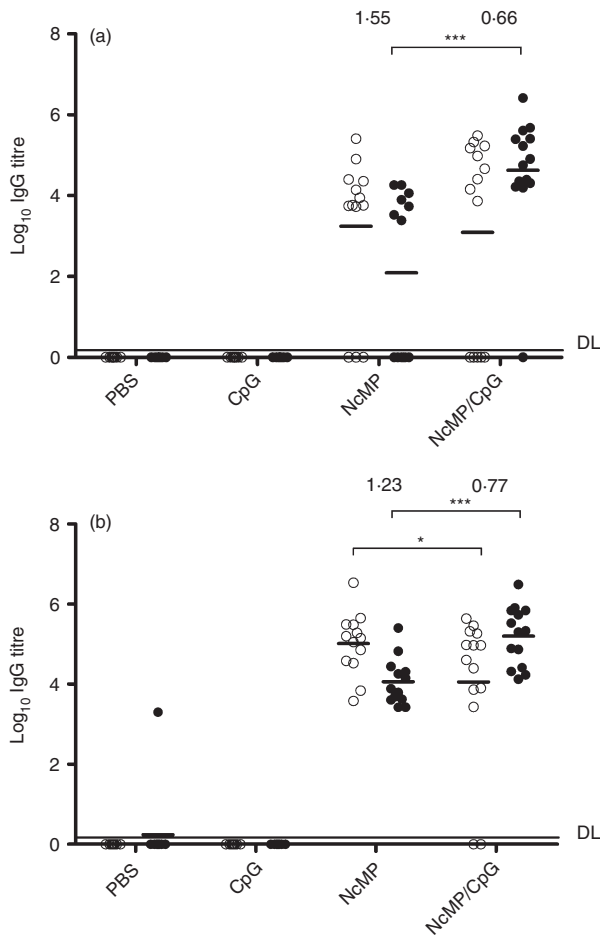 1·55 0·66
8 (a) ***
6
4
2
0
DL
Log10 IgG titre
PBS CpG NcMP NcMP/CpG
1·23 0·77
8 (b) ***
*
6
4
2
0
DL
Log10 IgG titre
PBS CpG NcMP NcMP/CpG